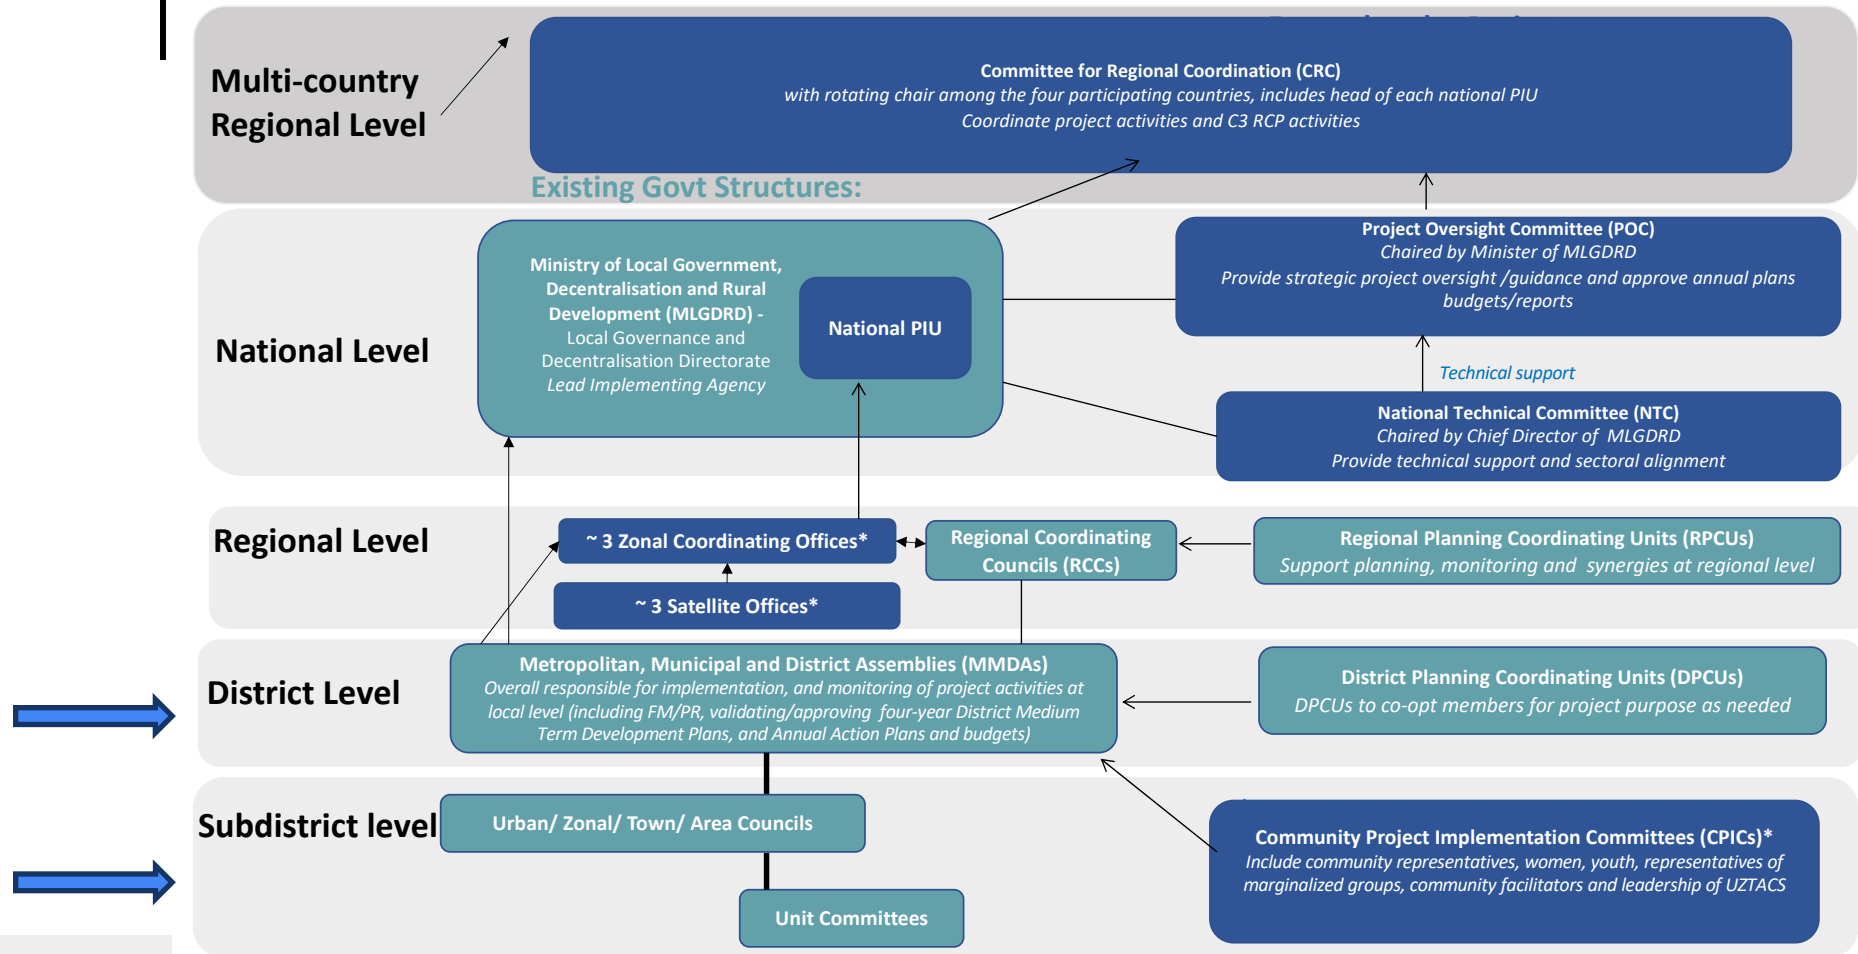 Multi-country
Regional Level
Committee for Regional Coordination (CRC)
with rotating chair among the four participating countries, includes head of each national PIU
Coordinate project activities and C3 RCP activities
Existing Govt Structures:
National Level
Ministry of Local Government,
Decentralisation and Rural
Development (MLGDRD) -
Local Governance and
Decentralisation Directorate
Lead Implementing Agency
National PIU
Project Oversight Committee (POC)
Chaired by Minister of MLGDRD
Provide strategic project oversight /guidance and approve annual plans
budgets/reports
Technical support
National Technical Committee (NTC)
Chaired by Chief Director of MLGDRD
Provide technical support and sectoral alignment
Regional Level
~ 3 Zonal Coordinating Offices*
~ 3 Satellite Offices*
Regional Coordinating
Councils (RCCs)
Regional Planning Coordinating Units (RPCUs)
Support planning, monitoring and synergies at regional level
District Level
Metropolitan, Municipal and District Assemblies (MMDAs)
Overall responsible for implementation, and monitoring of project activities at
local level (including FM/PR, validating/approving four-year District Medium
Term Development Plans, and Annual Action Plans and budgets)
District Planning Coordinating Units (DPCUs)
DPCUs to co-opt members for project purpose as needed
Subdistrict level
Urban/ Zonal/ Town/ Area Councils
Unit Committees
Community Project Implementation Committees (CPICs)*
Include community representatives, women, youth, representatives of
marginalized groups, community facilitators and leadership of UZTACS